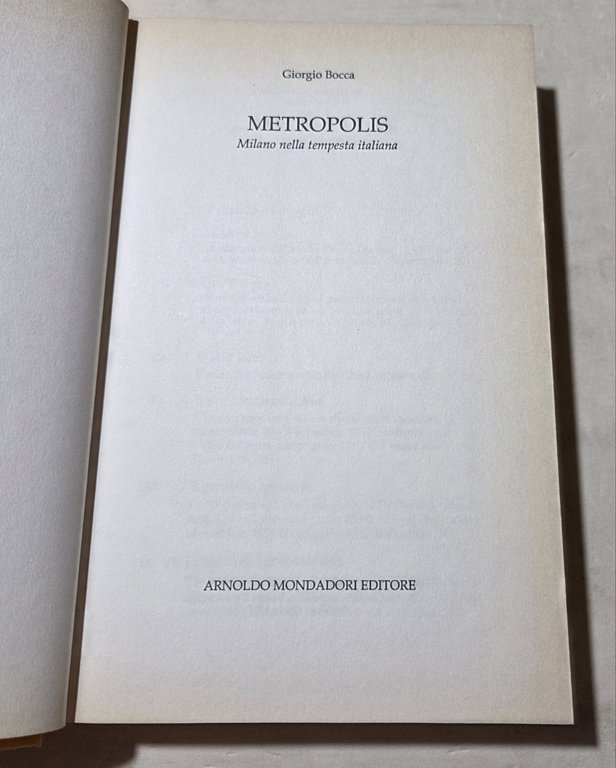 Giorgio Bocca
METROPOLIS
Milano nella tempesta italiana
ARNOLDO MONDADORI EDITORE